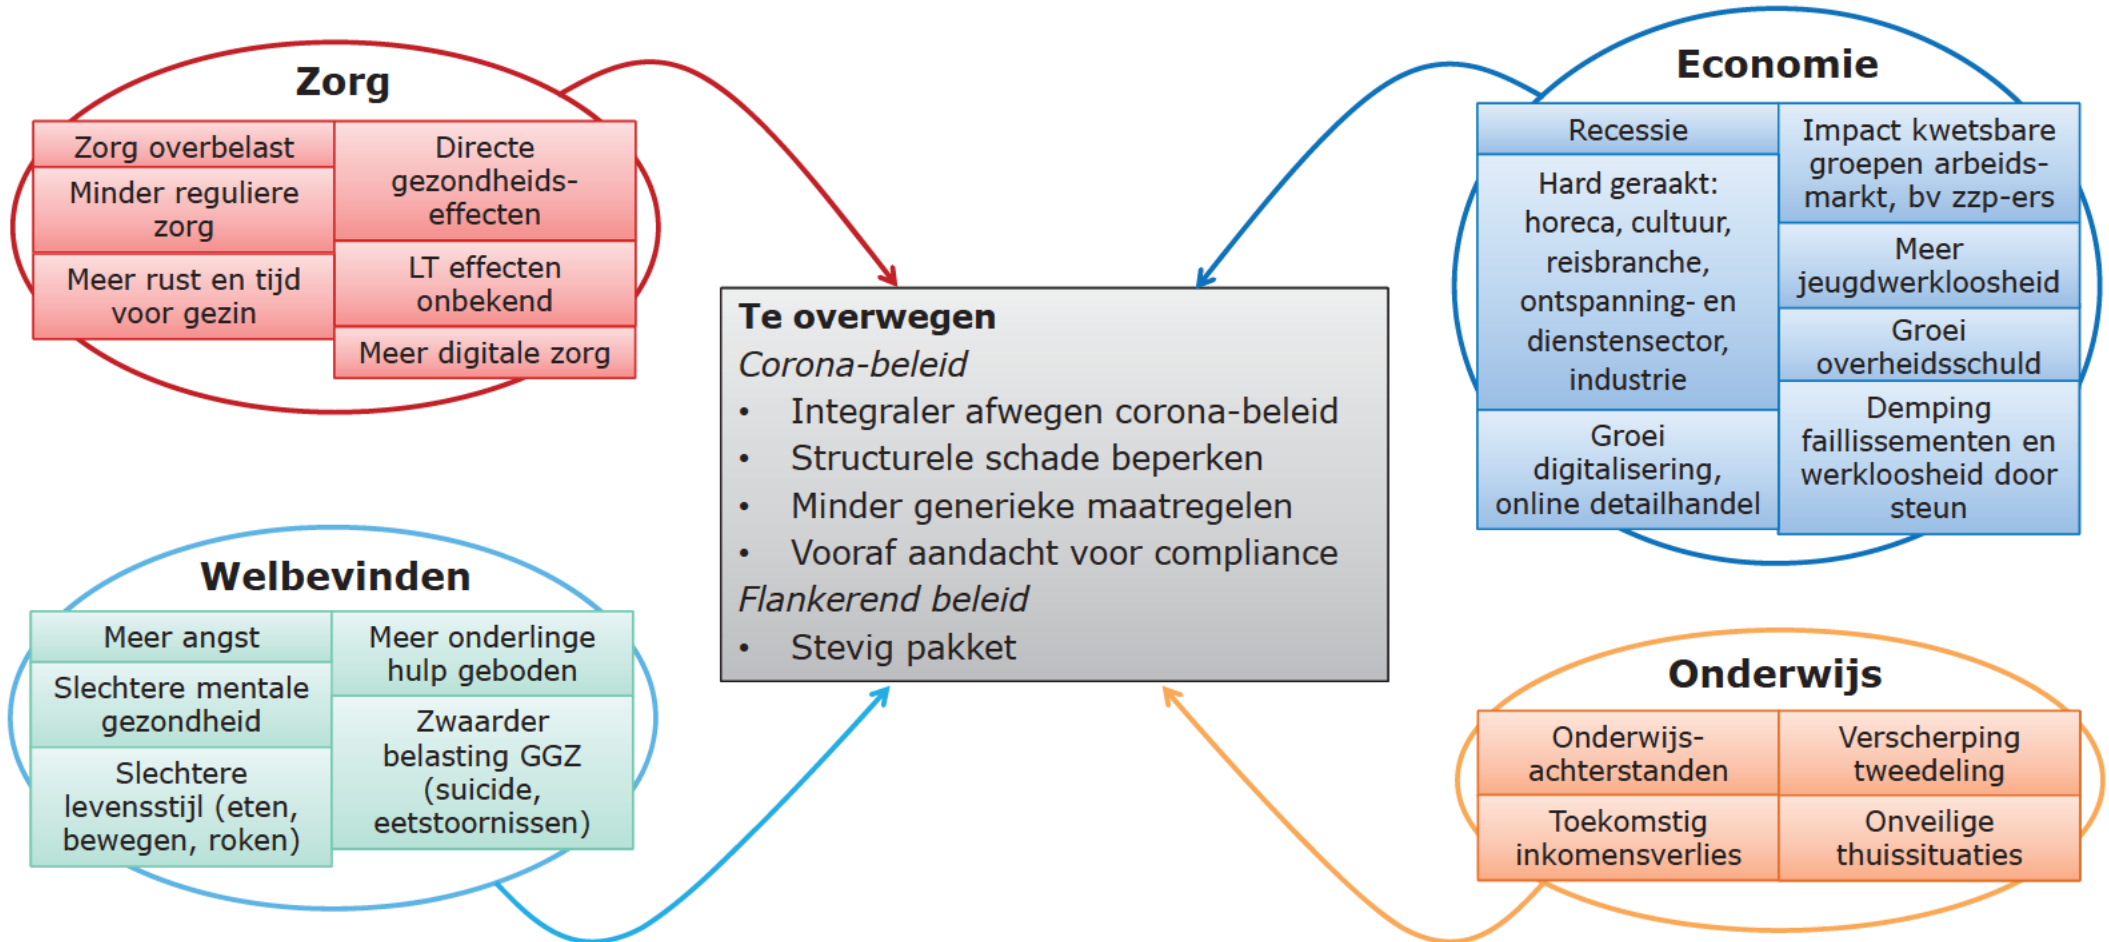 Zorg
Zorg overbelast
Minder reguliere
zorg
Meer rust en tijd
voor gezin
Directe
gezondheids-
effecten
LT effecten
onbekend
Meer digitale zorg
Economie
Recessie
Hard geraakt:
horeca, cultuur,
reisbranche,
ontspanning- en
dienstensector,
industrie
Groei
digitalisering,
online detailhandel
Impact kwetsbare
groepen arbeids-
markt, bv zzp-ers
Meer
jeugdwerkloosheid
Groei
overheidsschuld
Demping
faillissementen en
werkloosheid door
steun
Te overwegen
Corona-beleid
• Integraler afwegen corona-beleid
• Structurele schade beperken
• Minder generieke maatregelen
• Vooraf aandacht voor compliance
Flankerend beleid
• Stevig pakket
Welbevinden
Meer angst
Slechtere mentale
gezondheid
Slechtere
levensstijl (eten,
bewegen, roken)
Meer onderlinge
hulp geboden
Zwaarder
belasting GGZ
(suicide,
eetstoornissen)
Onderwijs
Onderwijs-
achterstanden
Toekomstig
inkomensverlies
Verscherping
tweedeling
Onveilige
thuissituaties